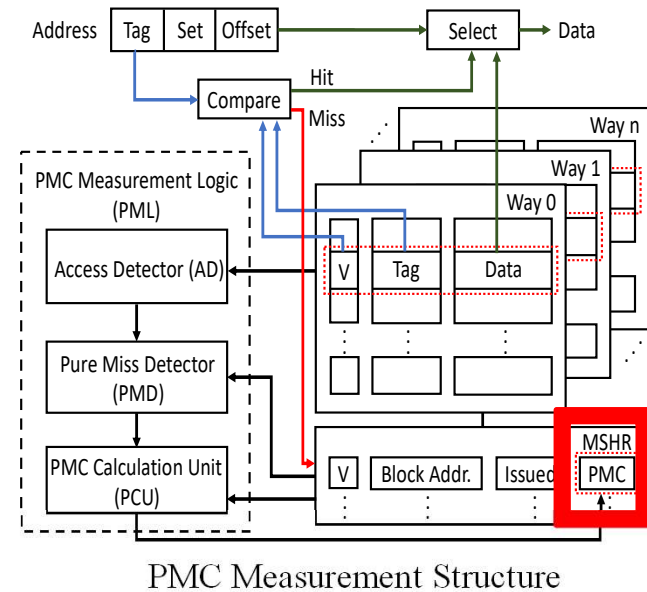 Address
Tag Set Offset
Select
Data
Hit
Compare
Miss
Way n
Way 1
Way 0
PMC Measurement Logic
(PML)
Access Detector (AD)
V Tag Data
Pure Miss Detector
(PMD)
MSHR
PMC Calculation Unit
(PCU)
V Block Addr. Issued PMC
PMC Measurement Structure